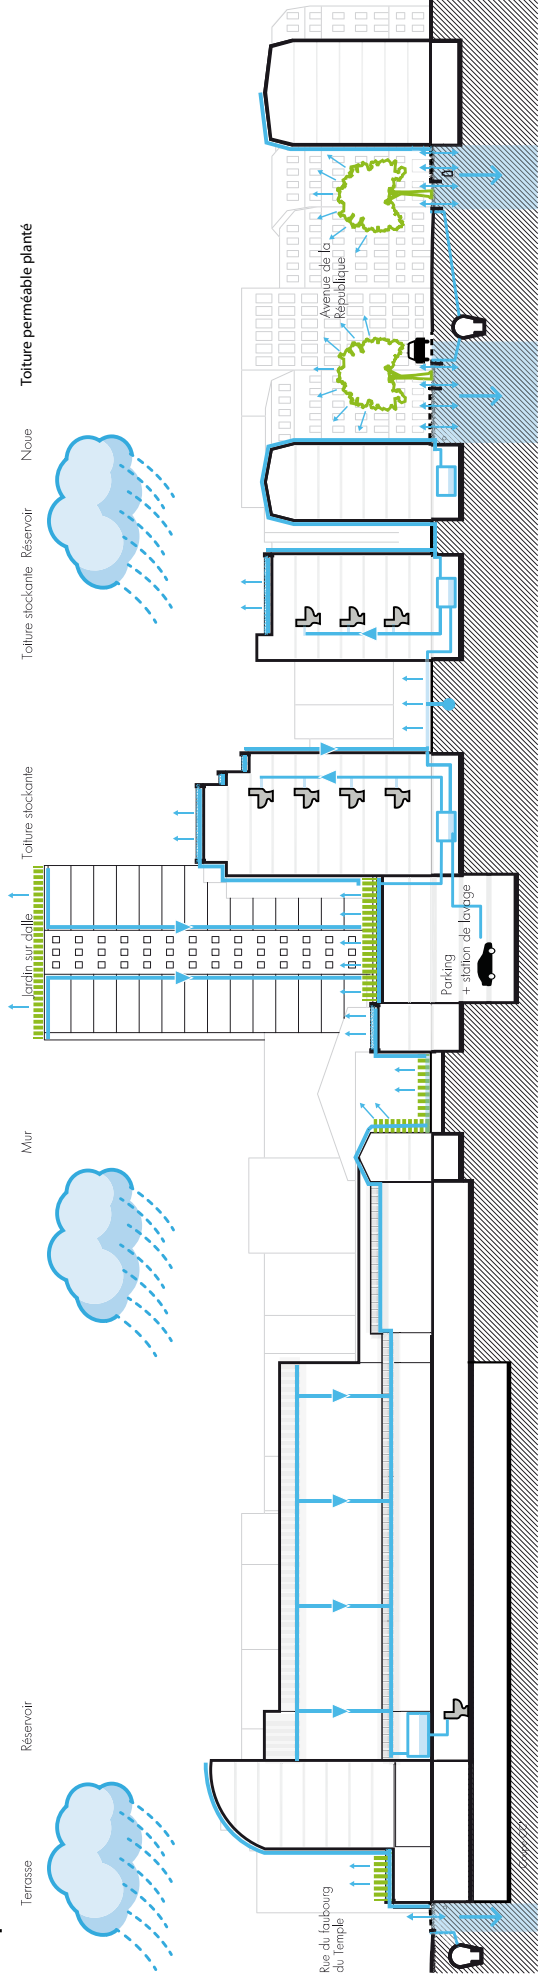 Terrasse
Réservoir
Mur
Jardin sur dalle
Toiture stockante
Toiture stockante
Réservoir
Noue
Toiture perméable planté
Rue du faubourg
du Temple
Parking
+ station de lavage
Avenue de la
République